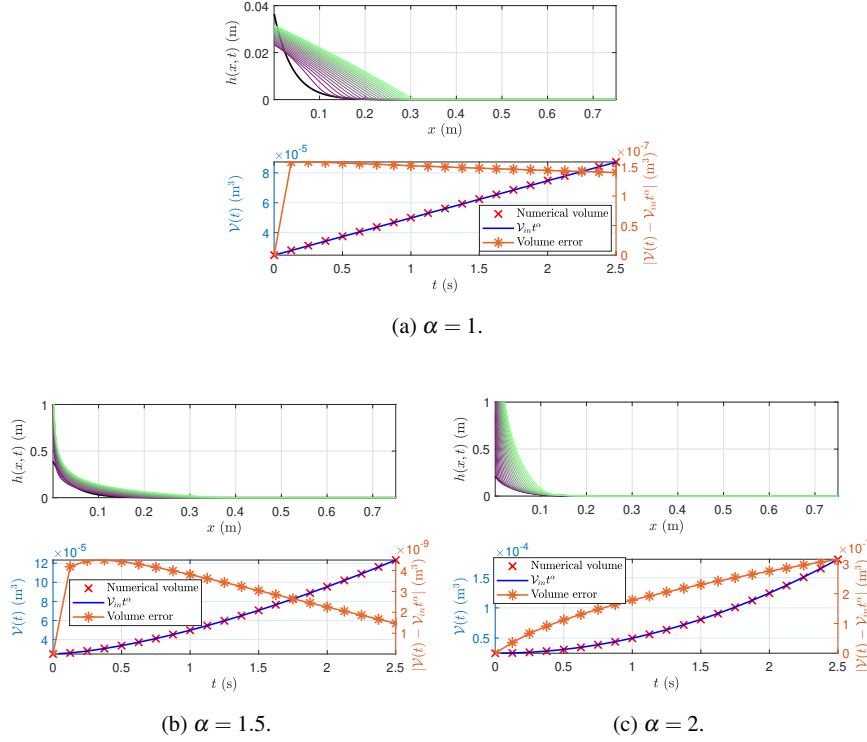 0.04
0.02
0
h(x, t) (m)
0.1 0.2 0.3 0.4 0.5 0.6 0.7
x (m)
×10⁻⁵
×10⁻⁷
8
6
4
𝒱(t) (m³)
1.5
1
0.5
0
|𝒱(t) − 𝒱ᵢₙt^α| (m³)
Numerical volume
𝒱ᵢₙt^α
Volume error
0 0.5 1 1.5 2 2.5
t (s)
(a) α = 1.
1
0.5
0
h(x, t) (m)
0.1 0.2 0.3 0.4 0.5 0.6 0.7
x (m)
×10⁻⁵
×10⁻⁹
12
10
8
6
4
𝒱(t) (m³)
4
3
2
1
|𝒱(t) − 𝒱ᵢₙt^α| (m³)
Numerical volume
𝒱ᵢₙt^α
Volume error
0 0.5 1 1.5 2 2.5
t (s)
(b) α = 1.5.
1
0.5
0
h(x, t) (m)
0.1 0.2 0.3 0.4 0.5 0.6 0.7
x (m)
×10⁻⁴
1.5
1
0.5
𝒱(t) (m³)
3
2
1
0
|𝒱(t) − 𝒱ᵢₙt^α| (m³)
Numerical volume
𝒱ᵢₙt^α
Volume error
0 0.5 1 1.5 2 2.5
t (s)
(c) α = 2.